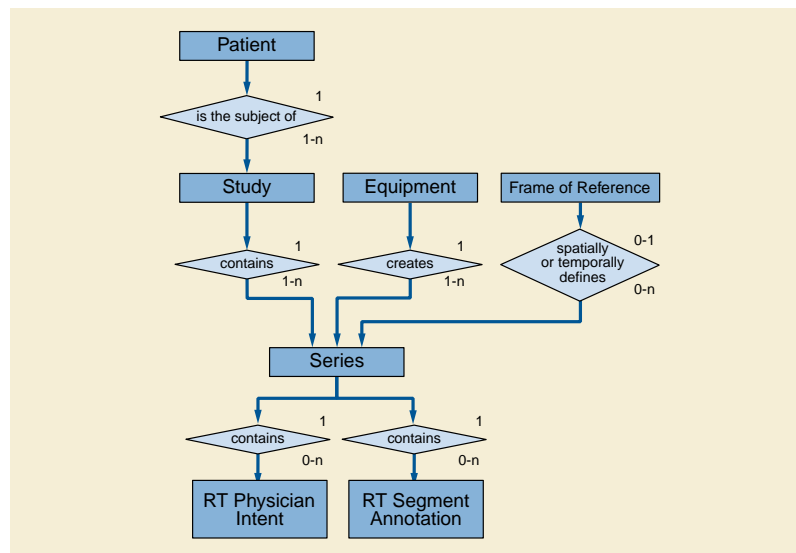 Patient
1
is the subject of
1-n
Study
Equipment
Frame of Reference
1
contains
1-n
1
creates
1-n
0-1
spatially
or temporally
defines
0-n
Series
1
contains
0-n
1
contains
0-n
RT Physician
Intent
RT Segment
Annotation